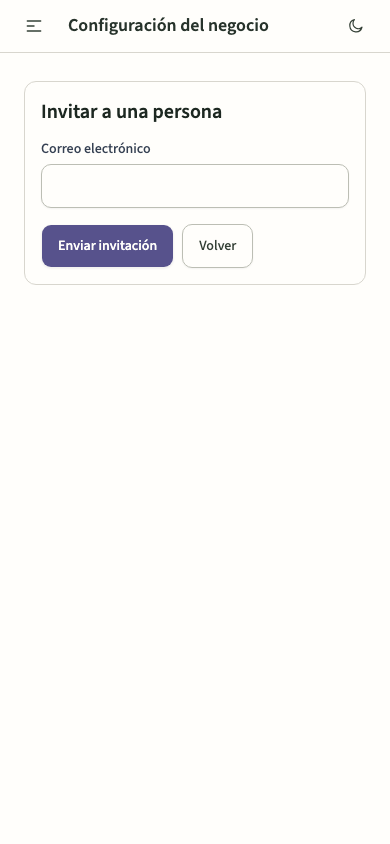 Configuración del negocio
Invitar a una persona
Correo electrónico
Enviar invitación
Volver